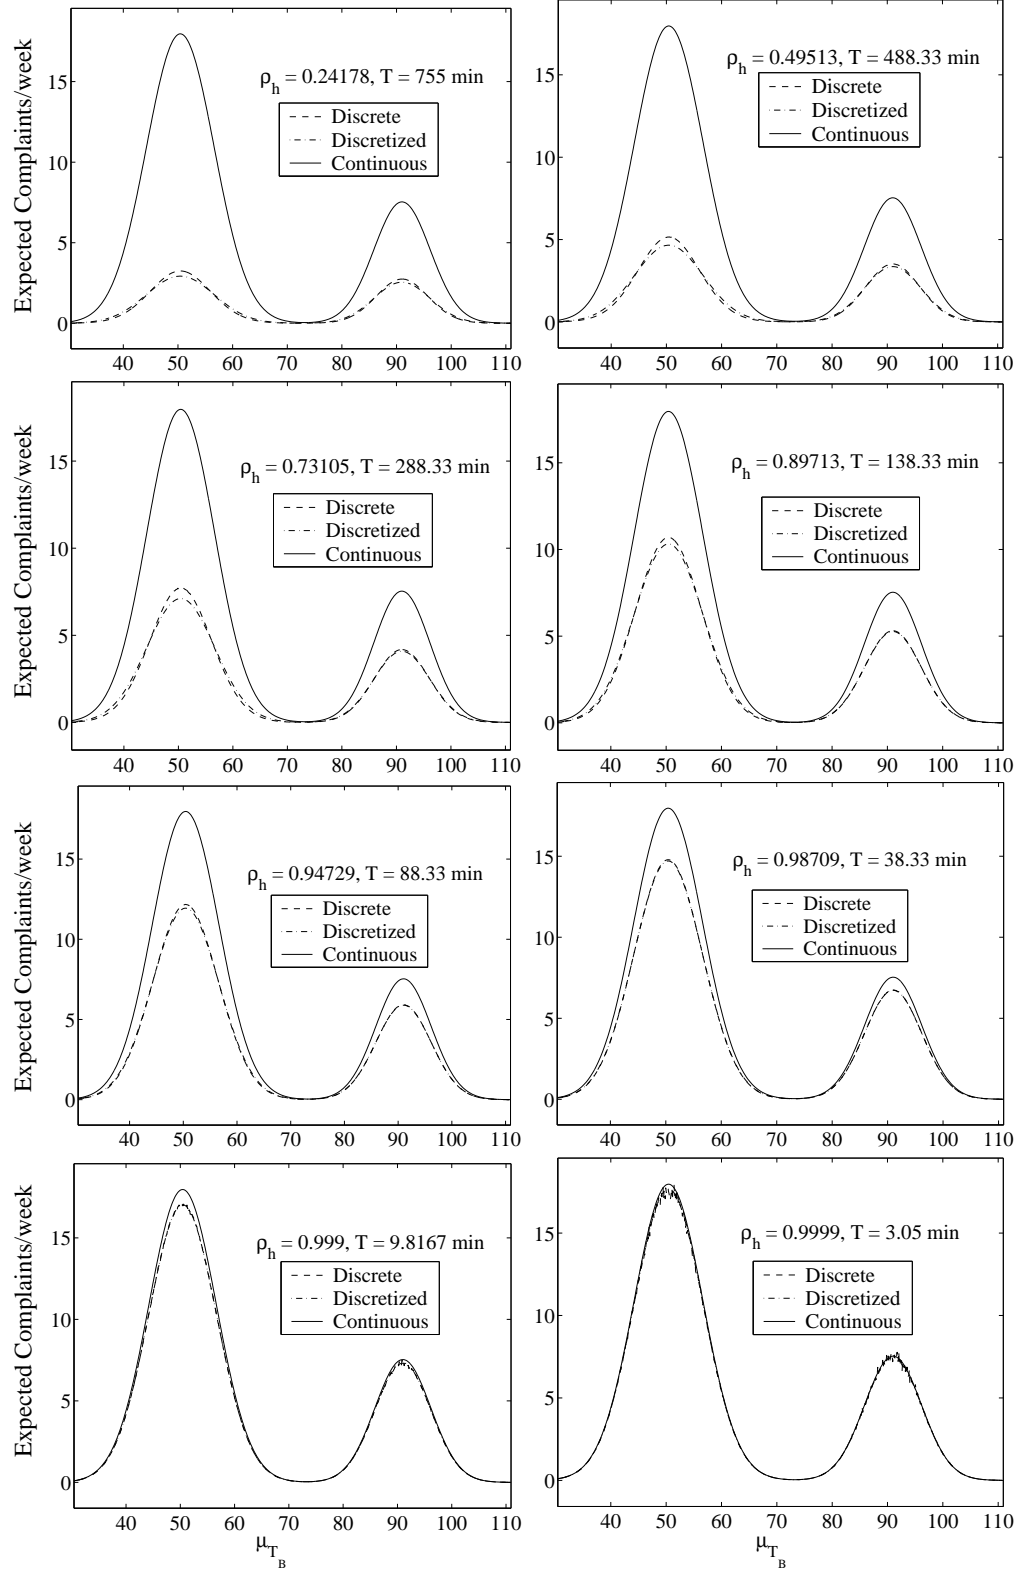 Expected Complaints/week
15
10
5
0
ρh = 0.24178, T = 755 min
Discrete
Discretized
Continuous
40 50 60 70 80 90 100 110
15
10
5
0
ρh = 0.49513, T = 488.33 min
Discrete
Discretized
Continuous
40 50 60 70 80 90 100 110
Expected Complaints/week
15
10
5
0
ρh = 0.73105, T = 288.33 min
Discrete
Discretized
Continuous
40 50 60 70 80 90 100 110
15
10
5
0
ρh = 0.89713, T = 138.33 min
Discrete
Discretized
Continuous
40 50 60 70 80 90 100 110
Expected Complaints/week
15
10
5
0
ρh = 0.94729, T = 88.33 min
Discrete
Discretized
Continuous
40 50 60 70 80 90 100 110
15
10
5
0
ρh = 0.98709, T = 38.33 min
Discrete
Discretized
Continuous
40 50 60 70 80 90 100 110
Expected Complaints/week
15
10
5
0
ρh = 0.999, T = 9.8167 min
Discrete
Discretized
Continuous
40 50 60 70 80 90 100 110
μTB
15
10
5
0
ρh = 0.9999, T = 3.05 min
Discrete
Discretized
Continuous
40 50 60 70 80 90 100 110
μTB